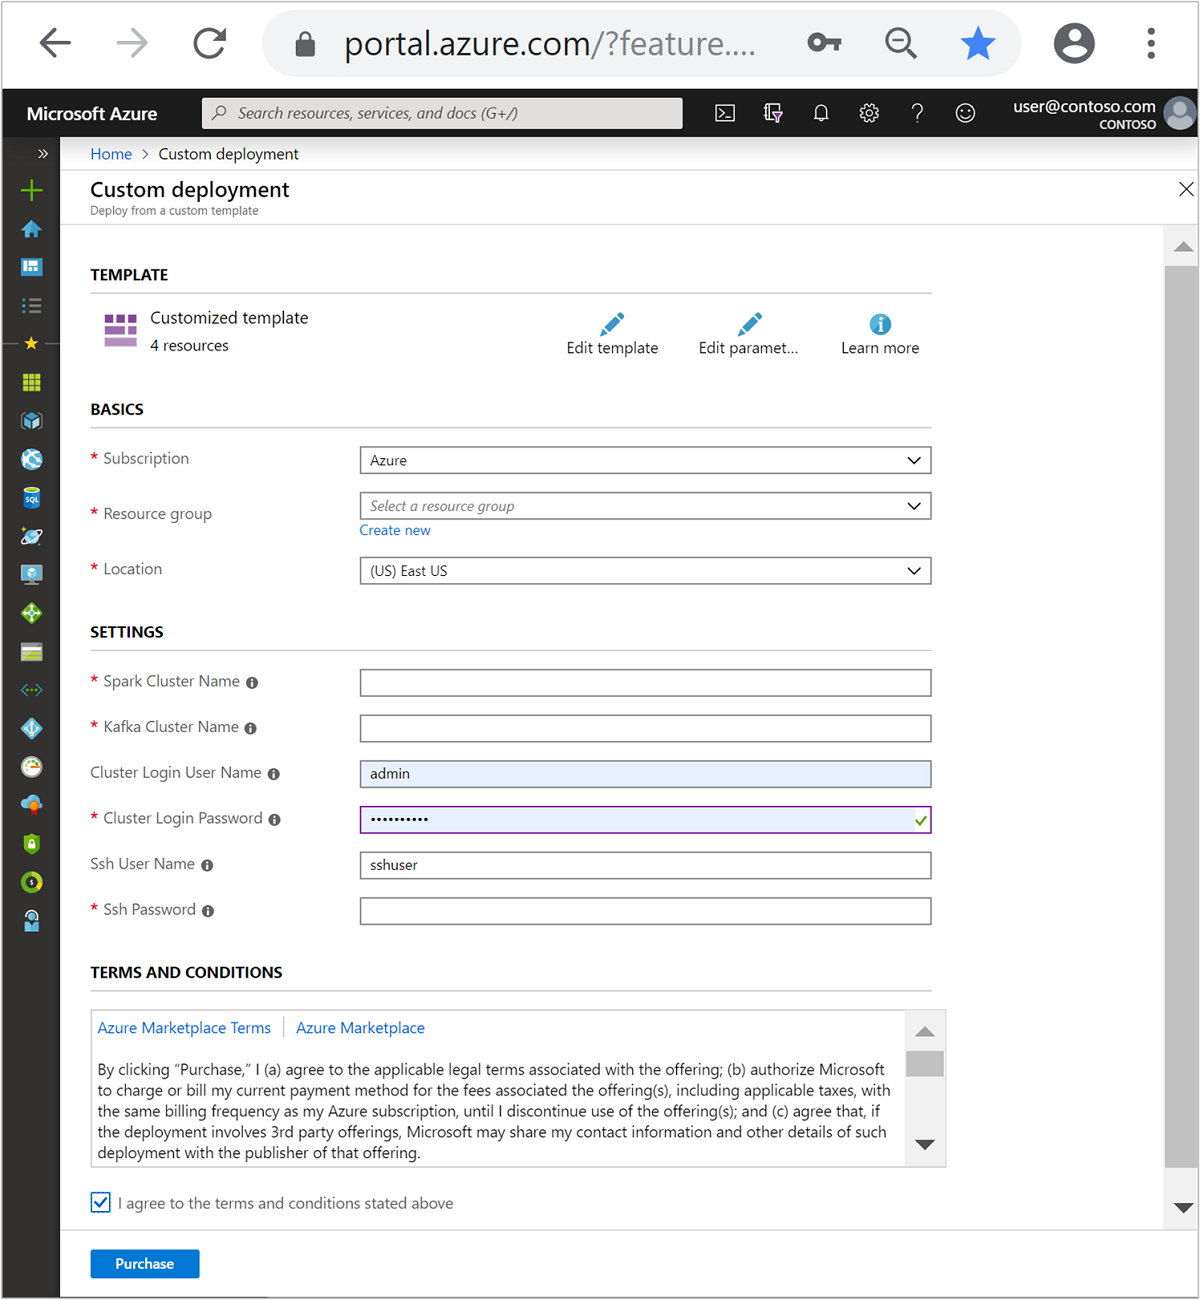 portal.azure.com/?feature....
Microsoft Azure
Search resources, services, and docs (G+/)
user@contoso.com
CONTOSO
Home > Custom deployment
Custom deployment
Deploy from a custom template
TEMPLATE
Customized template
4 resources
Edit template
Edit paramet...
Learn more
BASICS
* Subscription
Azure
* Resource group
Select a resource group
Create new
* Location
(US) East US
SETTINGS
* Spark Cluster Name
* Kafka Cluster Name
Cluster Login User Name
admin
* Cluster Login Password
••••••••••
Ssh User Name
sshuser
* Ssh Password
TERMS AND CONDITIONS
Azure Marketplace Terms | Azure Marketplace
By clicking “Purchase,” I (a) agree to the applicable legal terms associated with the offering; (b) authorize Microsoft
to charge or bill my current payment method for the fees associated the offering(s), including applicable taxes, with
the same billing frequency as my Azure subscription, until I discontinue use of the offering(s); and (c) agree that, if
the deployment involves 3rd party offerings, Microsoft may share my contact information and other details of such
deployment with the publisher of that offering.
I agree to the terms and conditions stated above
Purchase
SQL